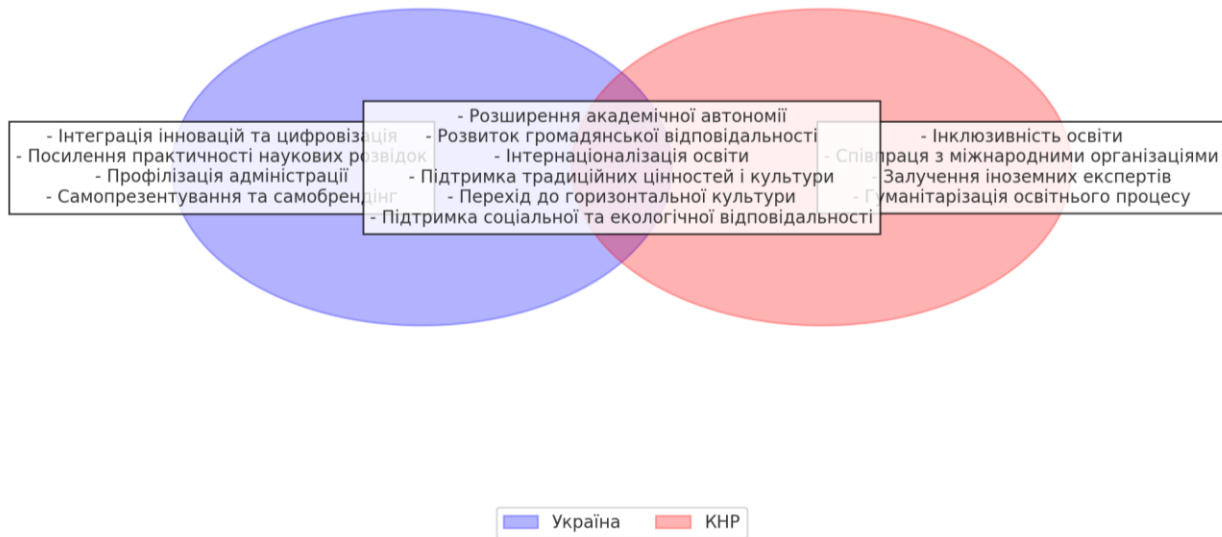 - Інтеграція інновацій та цифровізація
- Посилення практичності наукових розвідок
- Профілізація адміністрації
- Самопрезентування та самобрендінг
- Розширення академічної автономії
- Розвиток громадянської відповідальності
- Інтернаціоналізація освіти
- Підтримка традиційних цінностей і культури
- Перехід до горизонтальної культури
- Підтримка соціальної та екологічної відповідальності
- Інклюзивність освіти
- Співпраця з міжнародними організаціями
- Залучення іноземних експертів
- Гуманітарізація освітнього процесу
Україна
КНР